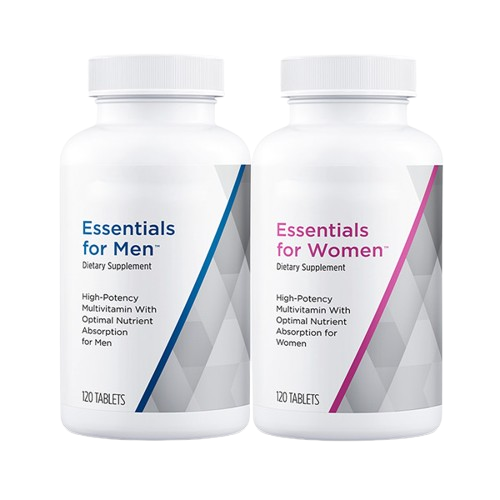 Essentials
for Men™
Dietary Supplement
High-Potency
Multivitamin With
Optimal Nutrient
Absorption
for Men
120 TABLETS
Essentials
for Women™
Dietary Supplement
High-Potency
Multivitamin With
Optimal Nutrient
Absorption for
Women
120 TABLETS